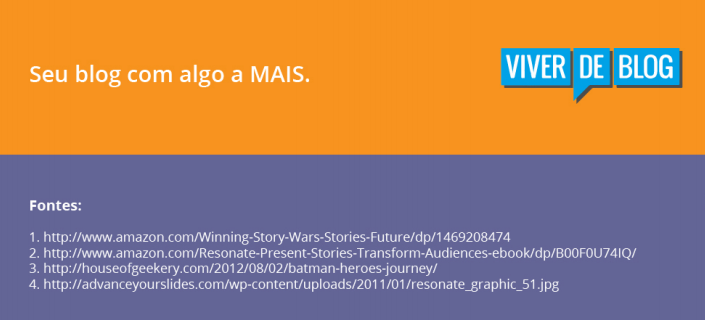 Seu blog com algo a MAIS.
VIVER DE BLOG
Fontes:
1. http://www.amazon.com/Winning-Story-Wars-Stories-Future/dp/1469208474
2. http://www.amazon.com/Resonate-Present-Stories-Transform-Audiences-ebook/dp/B00F0U74IQ/
3. http://houseofgeekery.com/2012/08/02/batman-heroes-journey/
4. http://advanceyourslides.com/wp-content/uploads/2011/01/resonate_graphic_51.jpg